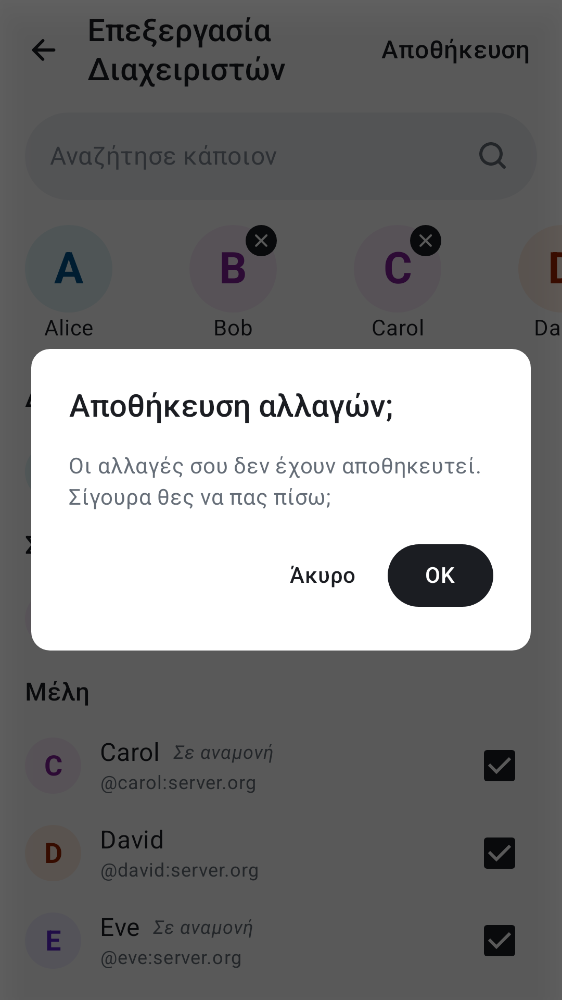 Επεξεργασία
Διαχειριστών
Αποθήκευση
Αναζήτησε κάποιον
A
B
C
Alice
Bob
Carol
Αποθήκευση αλλαγών;
Οι αλλαγές σου δεν έχουν αποθηκευτεί.
Σίγουρα θες να πας πίσω;
Άκυρο
OK
Μέλη
C
Carol Σε αναμονή
@carol:server.org
D
David
@david:server.org
E
Eve Σε αναμονή
@eve:server.org